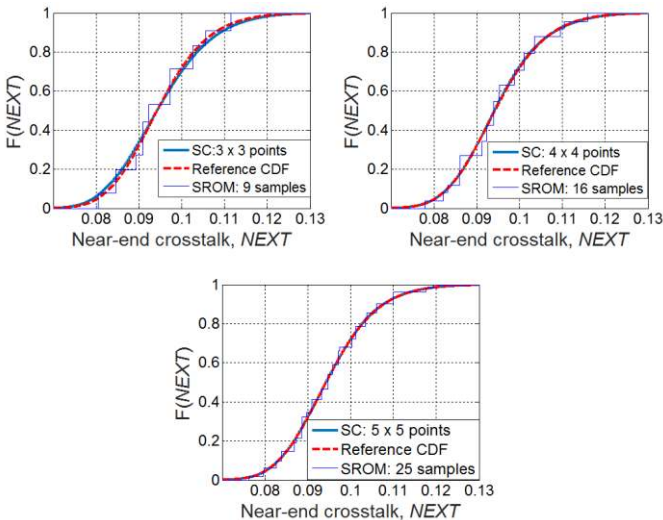 1
0.8
0.6
0.4
0.2
0
F(NEXT)
SC:3 x 3 points
Reference CDF
SROM: 9 samples
0.08 0.09 0.1 0.11 0.12 0.13
Near-end crosstalk, NEXT
1
0.8
0.6
0.4
0.2
0
F(NEXT)
SC: 4 x 4 points
Reference CDF
SROM: 16 samples
0.08 0.09 0.1 0.11 0.12 0.13
Near-end crosstalk, NEXT
1
0.8
0.6
0.4
0.2
0
F(NEXT)
SC: 5 x 5 points
Reference CDF
SROM: 25 samples
0.08 0.09 0.1 0.11 0.12 0.13
Near-end crosstalk, NEXT